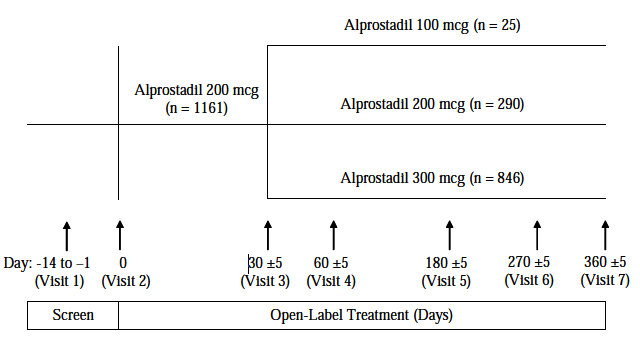 Alprostadil 100 mcg (n = 25)
Alprostadil 200 mcg
(n = 1161)
Alprostadil 200 mcg (n = 290)
Alprostadil 300 mcg (n = 846)
Day: -14 to –1 0 30 ±5 60 ±5 180 ±5 270 ±5 360 ±5
(Visit 1) (Visit 2) (Visit 3) (Visit 4) (Visit 5) (Visit 6) (Visit 7)
Screen Open-Label Treatment (Days)